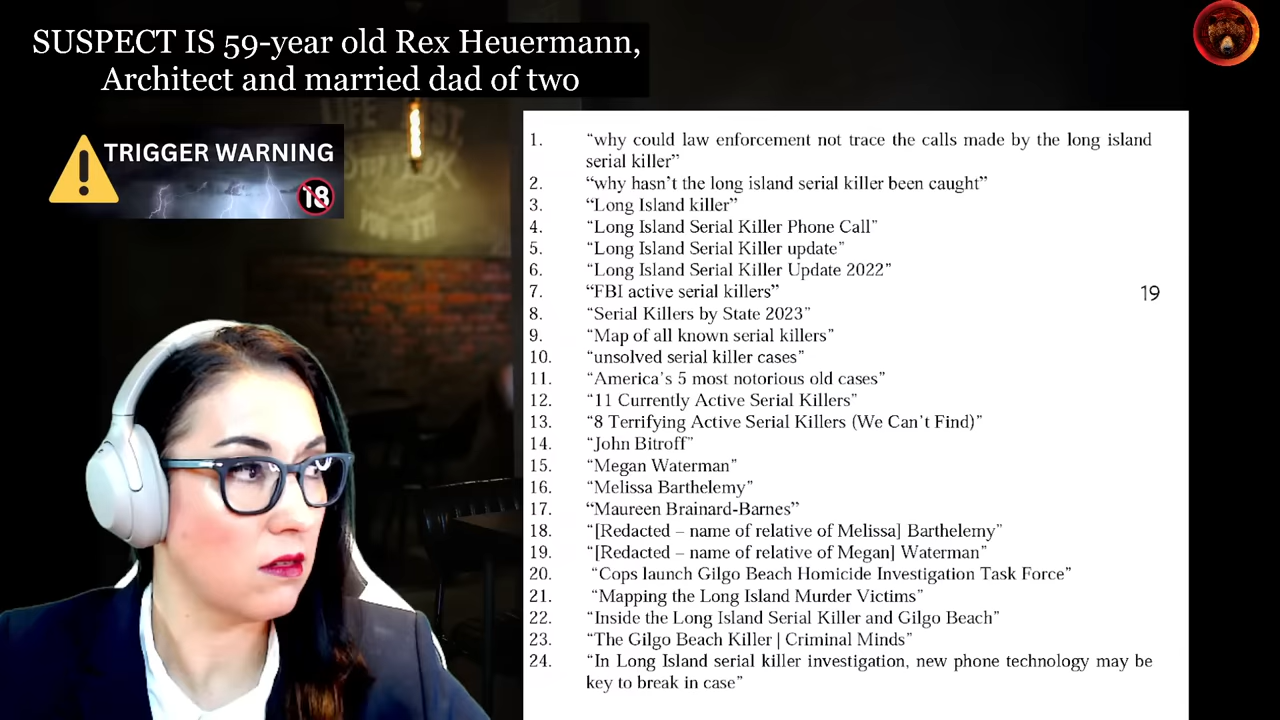 SUSPECT IS 59-year old Rex Heuermann,
Architect and married dad of two
TRIGGER WARNING
18
1. “why could law enforcement not trace the calls made by the long island
serial killer”
2. “why hasn’t the long island serial killer been caught”
3. “Long Island killer”
4. “Long Island Serial Killer Phone Call”
5. “Long Island Serial Killer update”
6. “Long Island Serial Killer Update 2022”
7. “FBI active serial killers”
19
8. “Serial Killers by State 2023”
9. “Map of all known serial killers”
10. “unsolved serial killer cases”
11. “America’s 5 most notorious old cases”
12. “11 Currently Active Serial Killers”
13. “8 Terrifying Active Serial Killers (We Can’t Find)”
14. “John Bitroff”
15. “Megan Waterman”
16. “Melissa Barthelemy”
17. “Maureen Brainard-Barnes”
18. “[Redacted – name of relative of Melissa] Barthelemy”
19. “[Redacted – name of relative of Megan] Waterman”
20. “Cops launch Gilgo Beach Homicide Investigation Task Force”
21. “Mapping the Long Island Murder Victims”
22. “Inside the Long Island Serial Killer and Gilgo Beach”
23. “The Gilgo Beach Killer | Criminal Minds”
24. “In Long Island serial killer investigation, new phone technology may be
key to break in case”